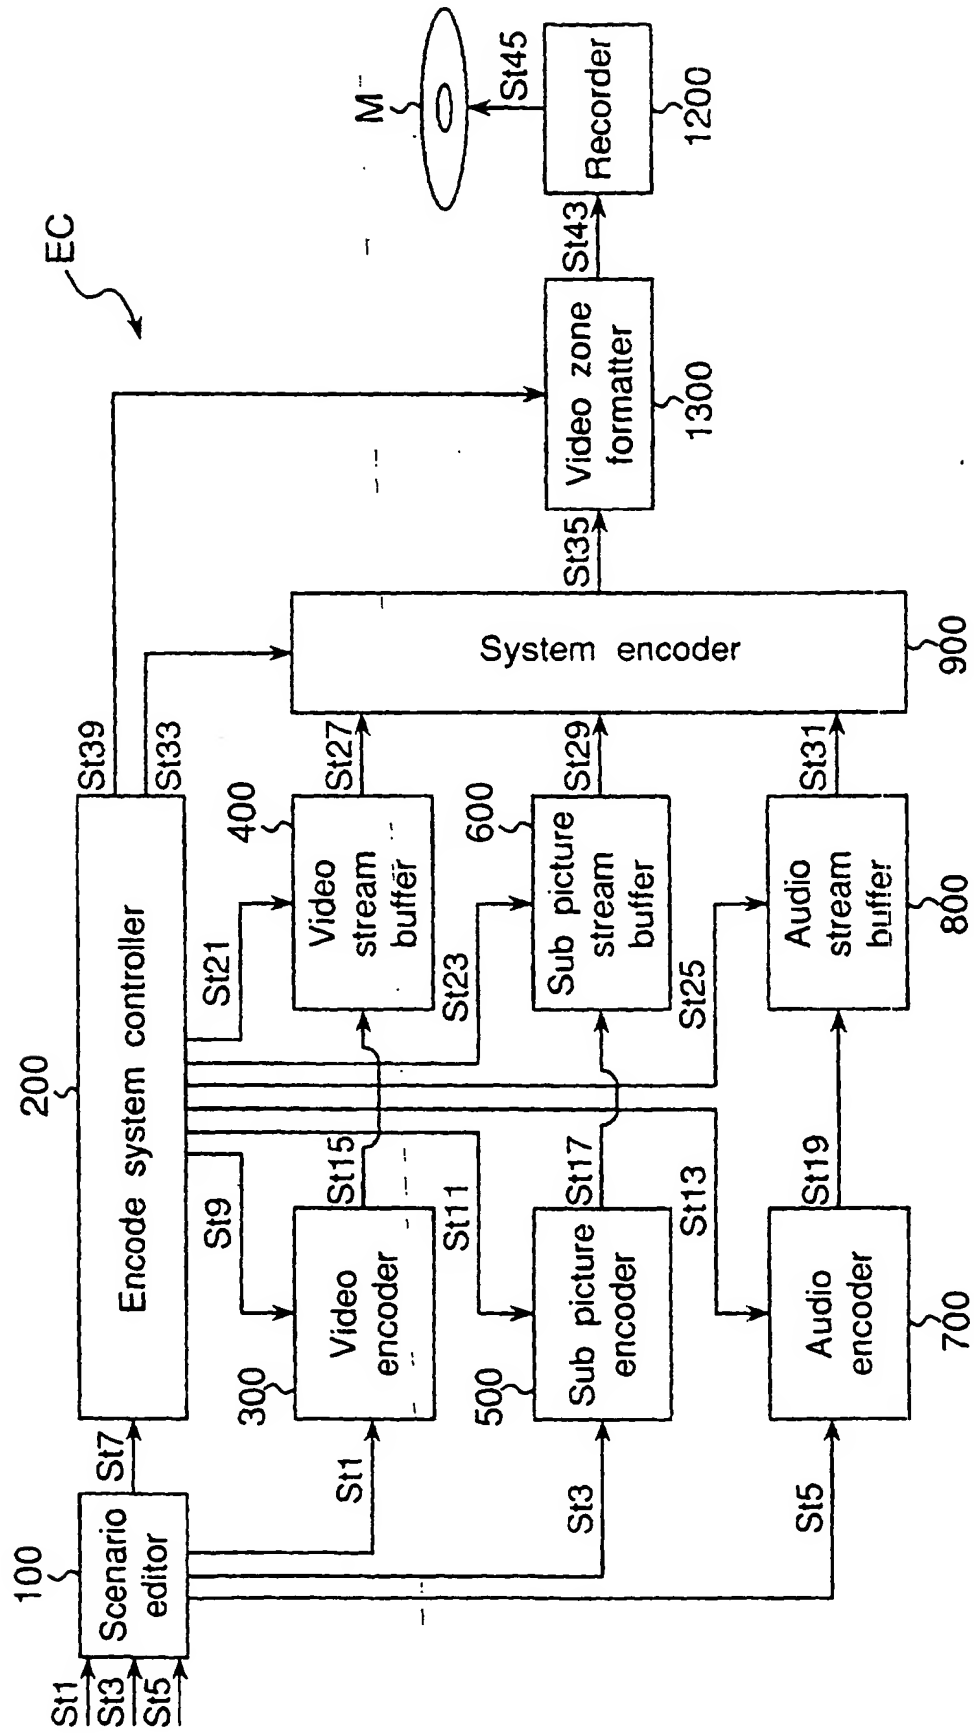 EC
100
Scenario
editor
St1
St3
St5
St7
200
Encode system controller
St39
St33
St9
St21
St11
St23
St13
St25
St1
300
Video
encoder
St15
400
Video
stream
buffer
St27
St3
500
Sub picture
encoder
St17
600
Sub picture
stream
buffer
St29
St5
Audio
encoder
700
St19
Audio
stream
buffer
800
St31
System encoder
900
St35
Video zone
formatter
1300
St43
Recorder
1200
St45
M